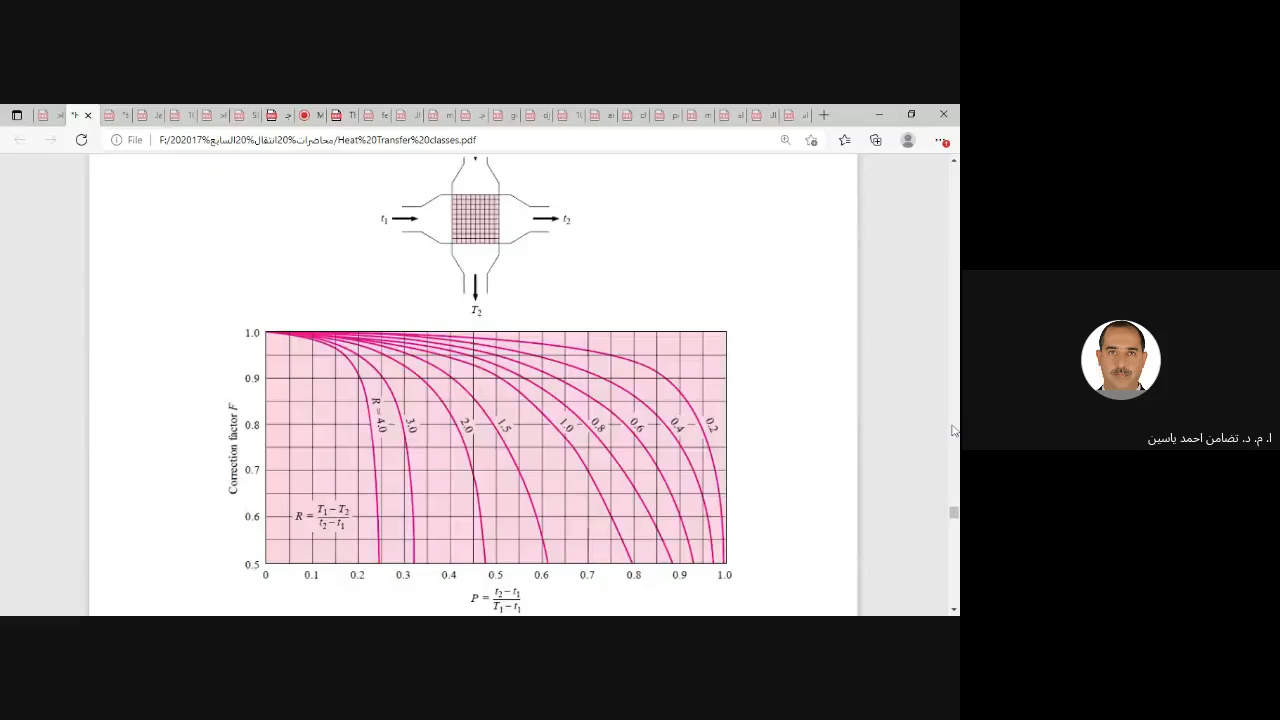 File F:/202017%محاضرات%20انتقال%20السابع/Heat%20Transfer%20classes.pdf
t1
t2
T2
1.0
0.9
0.8
0.7
0.6
0.5
Correction factor F
R = 4.0
3.0
2.0
1.5
1.0
0.8
0.6
0.4
0.2
R = T1 – T2 / t2 – t1
0 0.1 0.2 0.3 0.4 0.5 0.6 0.7 0.8 0.9 1.0
P = t2 – t1 / T1 – t1
ا. م. د. تضامن احمد ياسين